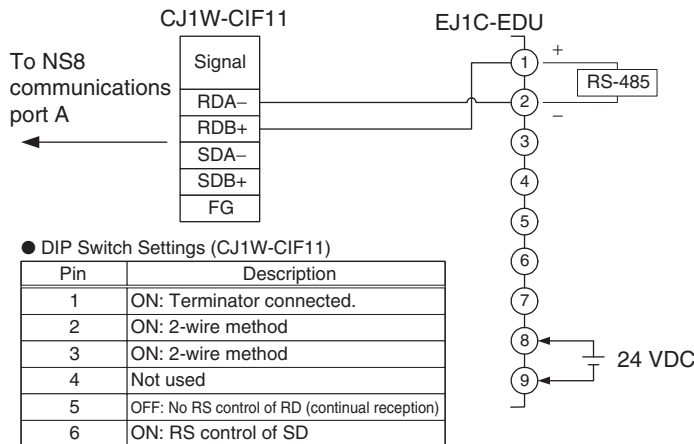 CJ1W-CIF11
EJ1C-EDU
To NS8
communications
port A
Signal
RDA−
RDB+
SDA−
SDB+
FG
1
+
RS-485
2
−
3
4
5
6
7
8
9
24 VDC
● DIP Switch Settings (CJ1W-CIF11)
Pin Description
1 ON: Terminator connected.
2 ON: 2-wire method
3 ON: 2-wire method
4 Not used
5 OFF: No RS control of RD (continual reception)
6 ON: RS control of SD